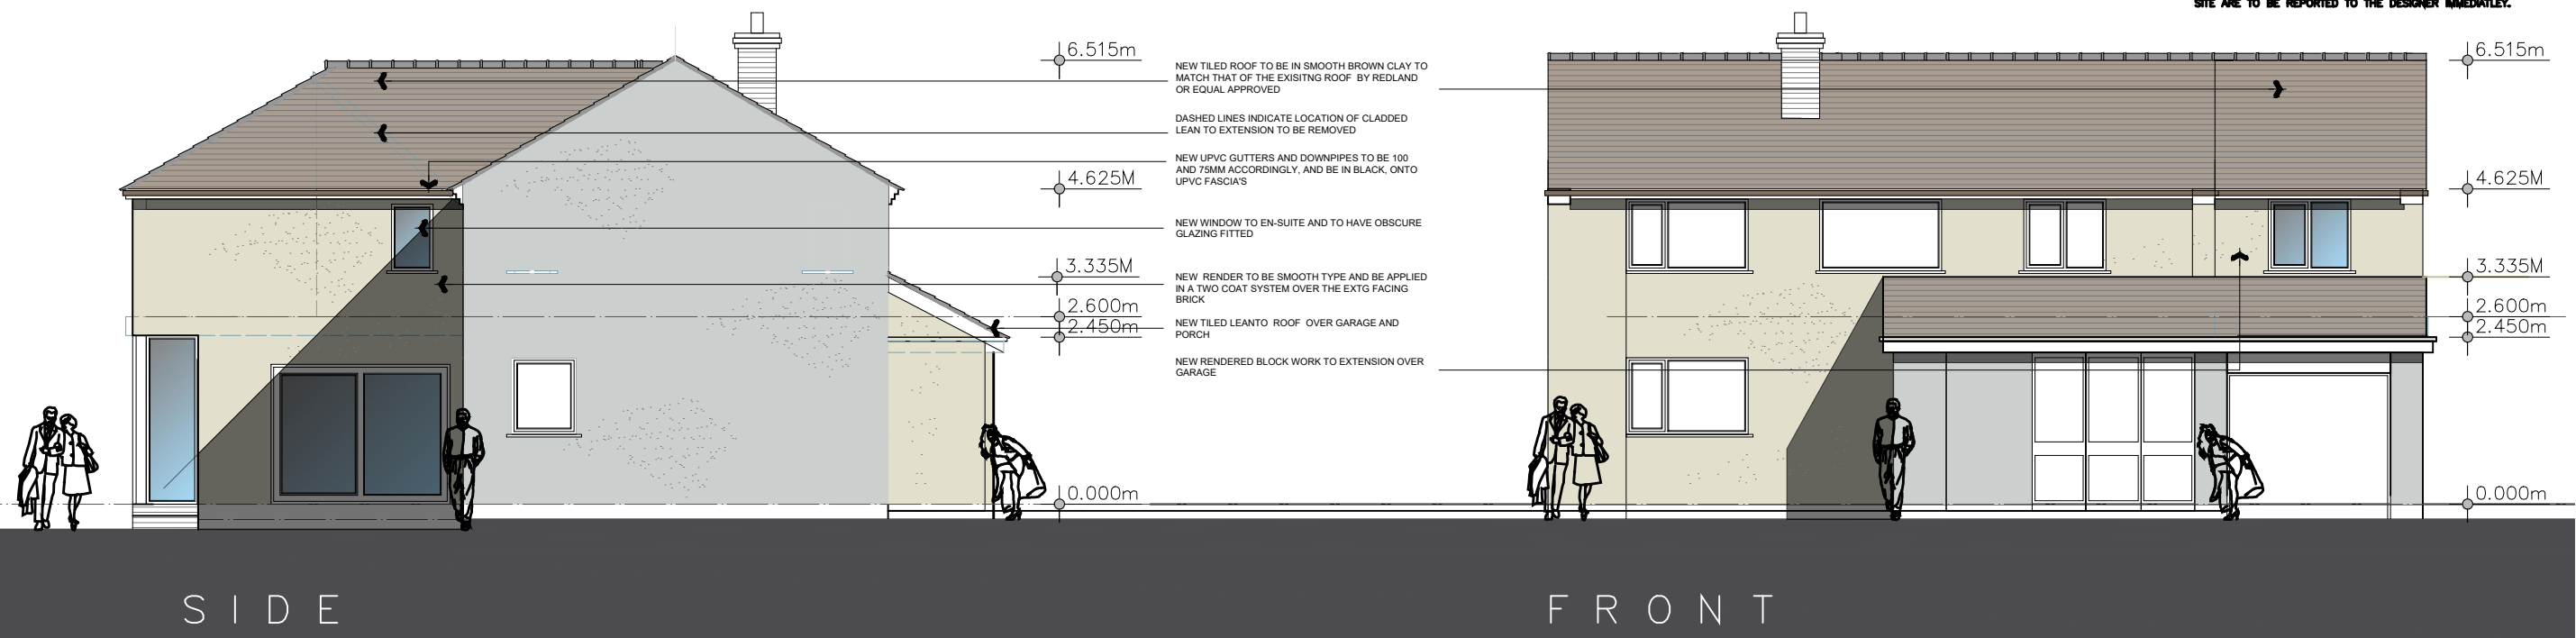 SITE ARE TO BE REPORTED TO THE DESIGNER IMMEDIATLEY.
6.515m
4.625M
3.335M
2.600m
2.450m
0.000m
NEW TILED ROOF TO BE IN SMOOTH BROWN CLAY TO
MATCH THAT OF THE EXISITNG ROOF BY REDLAND
OR EQUAL APPROVED
DASHED LINES INDICATE LOCATION OF CLADDED
LEAN TO EXTENSION TO BE REMOVED
NEW UPVC GUTTERS AND DOWNPIPES TO BE 100
AND 75MM ACCORDINGLY, AND BE IN BLACK, ONTO
UPVC FASCIA'S
NEW WINDOW TO EN-SUITE AND TO HAVE OBSCURE
GLAZING FITTED
NEW RENDER TO BE SMOOTH TYPE AND BE APPLIED
IN A TWO COAT SYSTEM OVER THE EXTG FACING
BRICK
NEW TILED LEANTO ROOF OVER GARAGE AND
PORCH
NEW RENDERED BLOCK WORK TO EXTENSION OVER
GARAGE
6.515m
4.625M
3.335M
2.600m
2.450m
0.000m
SIDE
FRONT